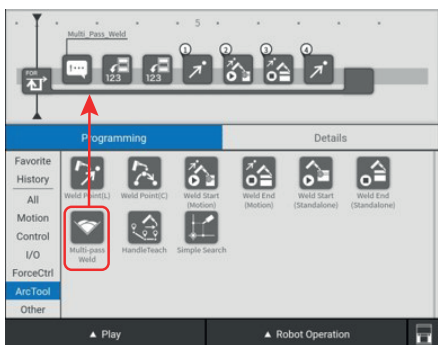 5
Multi_Pass_Weld
1 2 3 4
FOR 123 123
Programming Details
Favorite
History
All
Motion
Control
I/O
ForceCtrl
ArcTool
Other
Weld Point(L) Weld Point(C) Weld Start (Motion) Weld End (Motion) Weld Start (Standalone) Weld End (Standalone)
Multi-pass Weld HandleTeach Simple Search
▲ Play ▲ Robot Operation